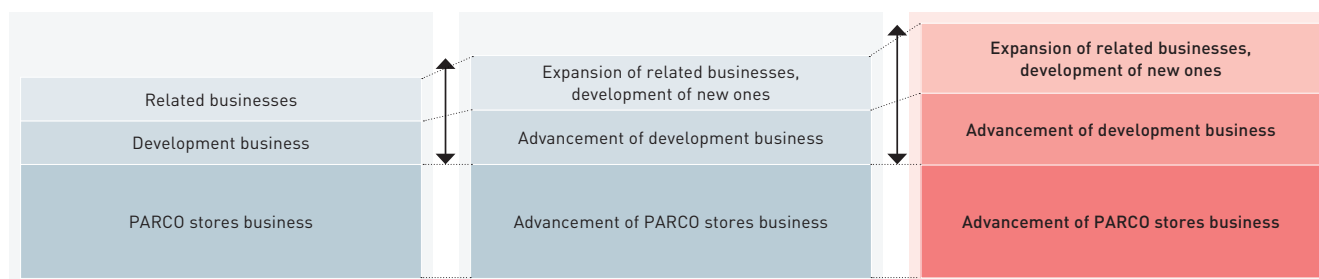 Related businesses
Development business
PARCO stores business
Expansion of related businesses,
development of new ones
Advancement of development business
Advancement of PARCO stores business
Expansion of related businesses,
development of new ones
Advancement of development business
Advancement of PARCO stores business